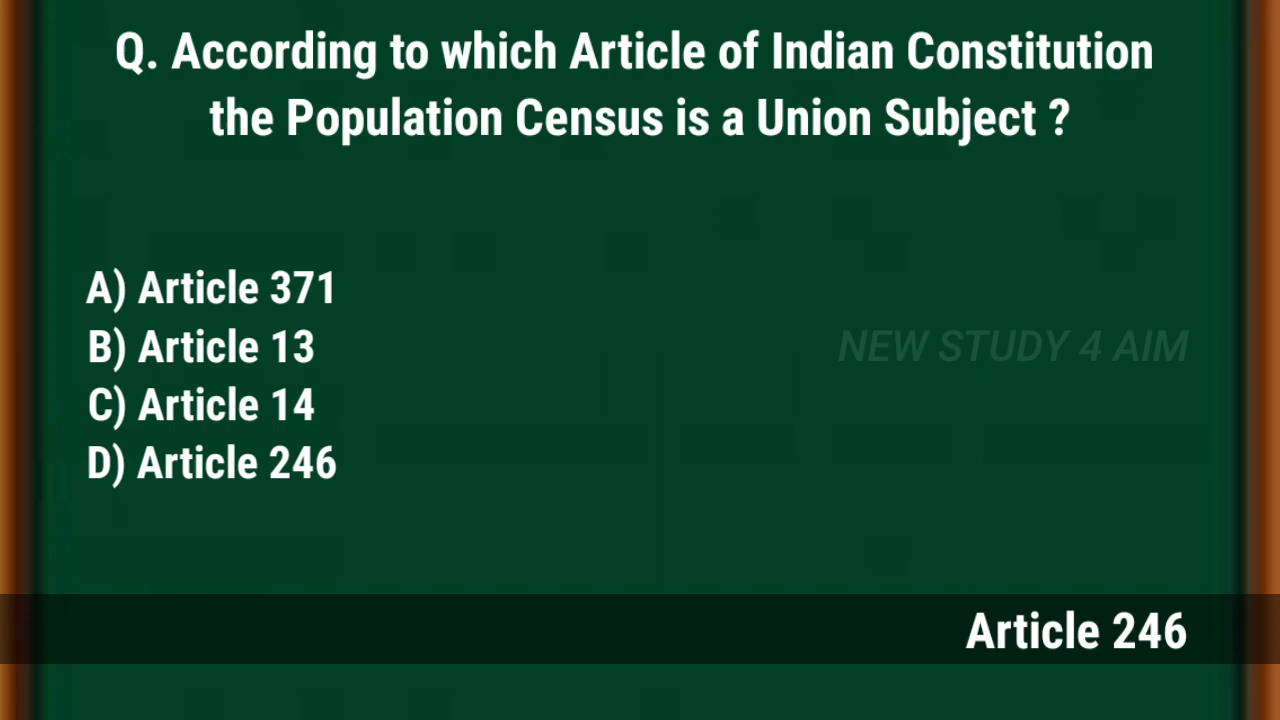 Q. According to which Article of Indian Constitution
the Population Census is a Union Subject ?
A) Article 371
B) Article 13
NEW STUDY 4 AIM
C) Article 14
D) Article 246
Article 246